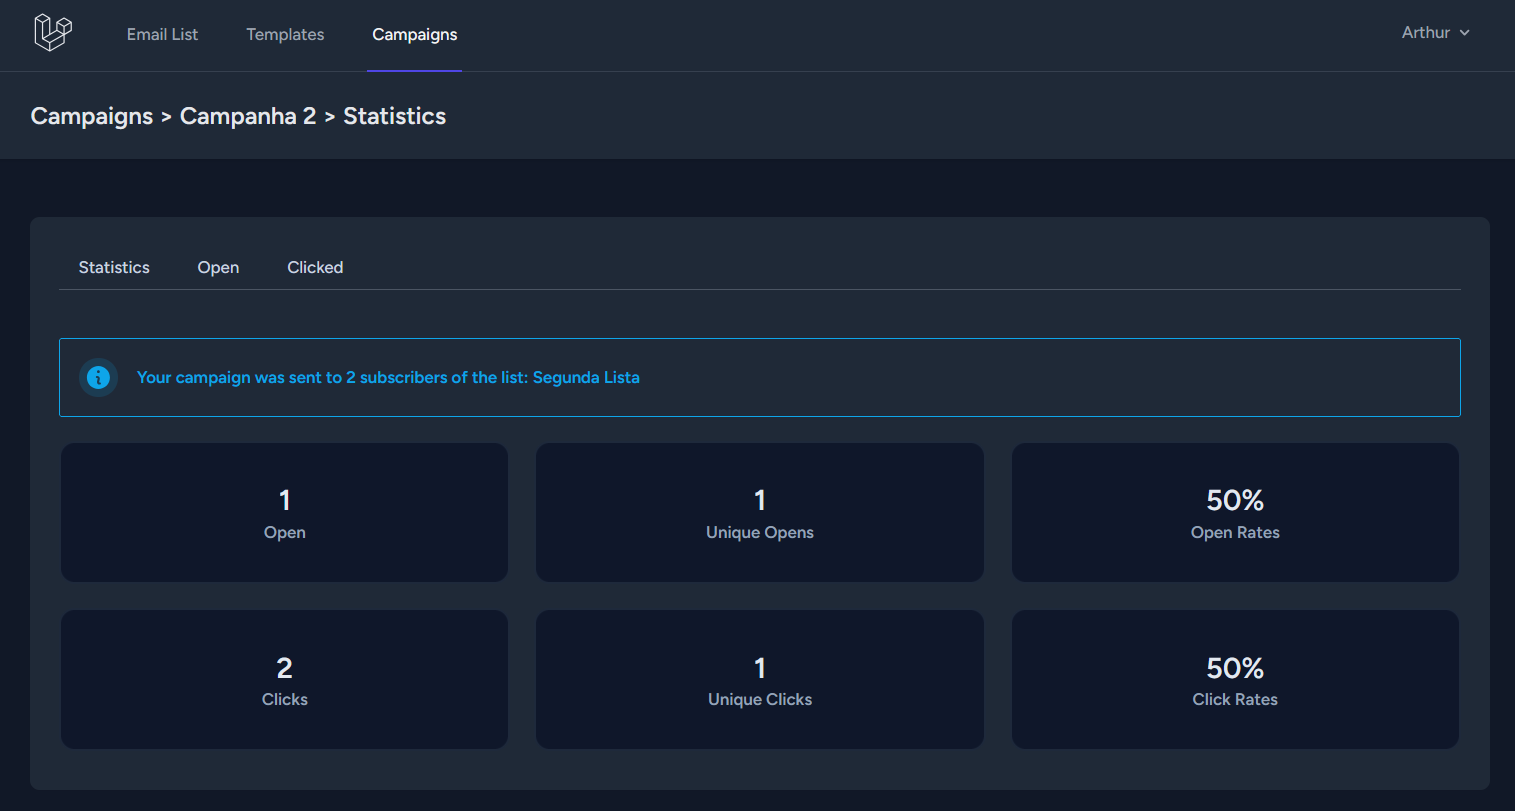 Email List Templates Campaigns Arthur
Campaigns > Campanha 2 > Statistics
Statistics Open Clicked
Your campaign was sent to 2 subscribers of the list: Segunda Lista
1
Open
1
Unique Opens
50%
Open Rates
2
Clicks
1
Unique Clicks
50%
Click Rates